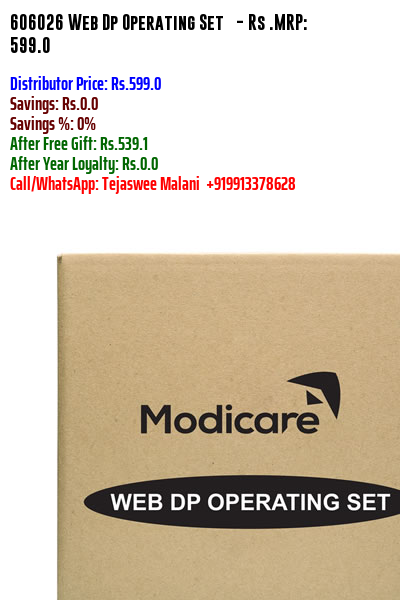 606026 Web Dp Operating Set - Rs .MRP:
599.0
Distributor Price: Rs.599.0
Savings: Rs.0.0
Savings %: 0%
After Free Gift: Rs.539.1
After Year Loyalty: Rs.0.0
Call/WhatsApp: Tejaswee Malani +919913378628
Modicare
WEB DP OPERATING SET